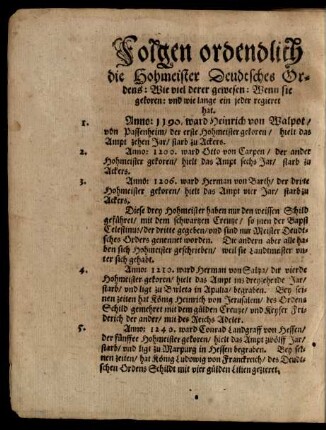 Folgen ordendlich
die Hohmeister Deudtsches Or-
dens: Wie viel derer gewesen: Wenn sie
gekoren: vnd wie lange ein jeder regieret
hat.
1. Anno: 1190. ward Heinrich von Walpot/
von Passenheim/ der erste Hohmeister gekoren/ hielt das
Ampt zehen Jar/ starb zu Ackers.
2. Anno: 1200. ward Otto von Carpen/ der ander
Hohmeister gekoren/ hielt das Ampt sechs Jar/ starb zu
Ackers.
3. Anno: 1206. ward Herman von Barth/ der dritte
Hohmeister gekoren/ hielt das Ampt vier Jar/ starb zu
Ackers.
Diese drey Hohmeister haben nur den weissen Schild
geführet/ mit dem schwartzen Creutze/ so jnen der Bapst
Celestinus/ der dritte gegeben/ vnd sind nur Meister Deudt-
sches Orders genennet worden. Die andern aber alle ha-
ben sich Hohmeister geschrieben/ weil sie Landtmeister vn-
ter sich gehabt.
4. Anno: 1210. ward Herman von Saltza/ der vierde
Hohmeister gekoren/ hielt das Ampt ins dreyzehende Jar/
starb/ vnd ligt zu Barleta in Apulia/ begraben. Bey sei-
nen zeiten hat König Heinrich von Jerusalem/ des Ordens
Schild gemehret mit dem gülden Creutze/ vnd Keyser Fri-
derich der ander/ mit des Reichs Adeler.
5. Anno: 1240. ward Conrad Landgraff von Hessen/
der fünffte Hohmeister gekoren/ hielt das Ampt zwölff Jar/
starb/ vnd ligt zu Marpurg in Hessen begraben. Bey sei-
nen zeiten/ hat König Ludowig von Franckreich/ des Deudt-
schen Ordens Schildt mit vier gülden Lilien gezieret.